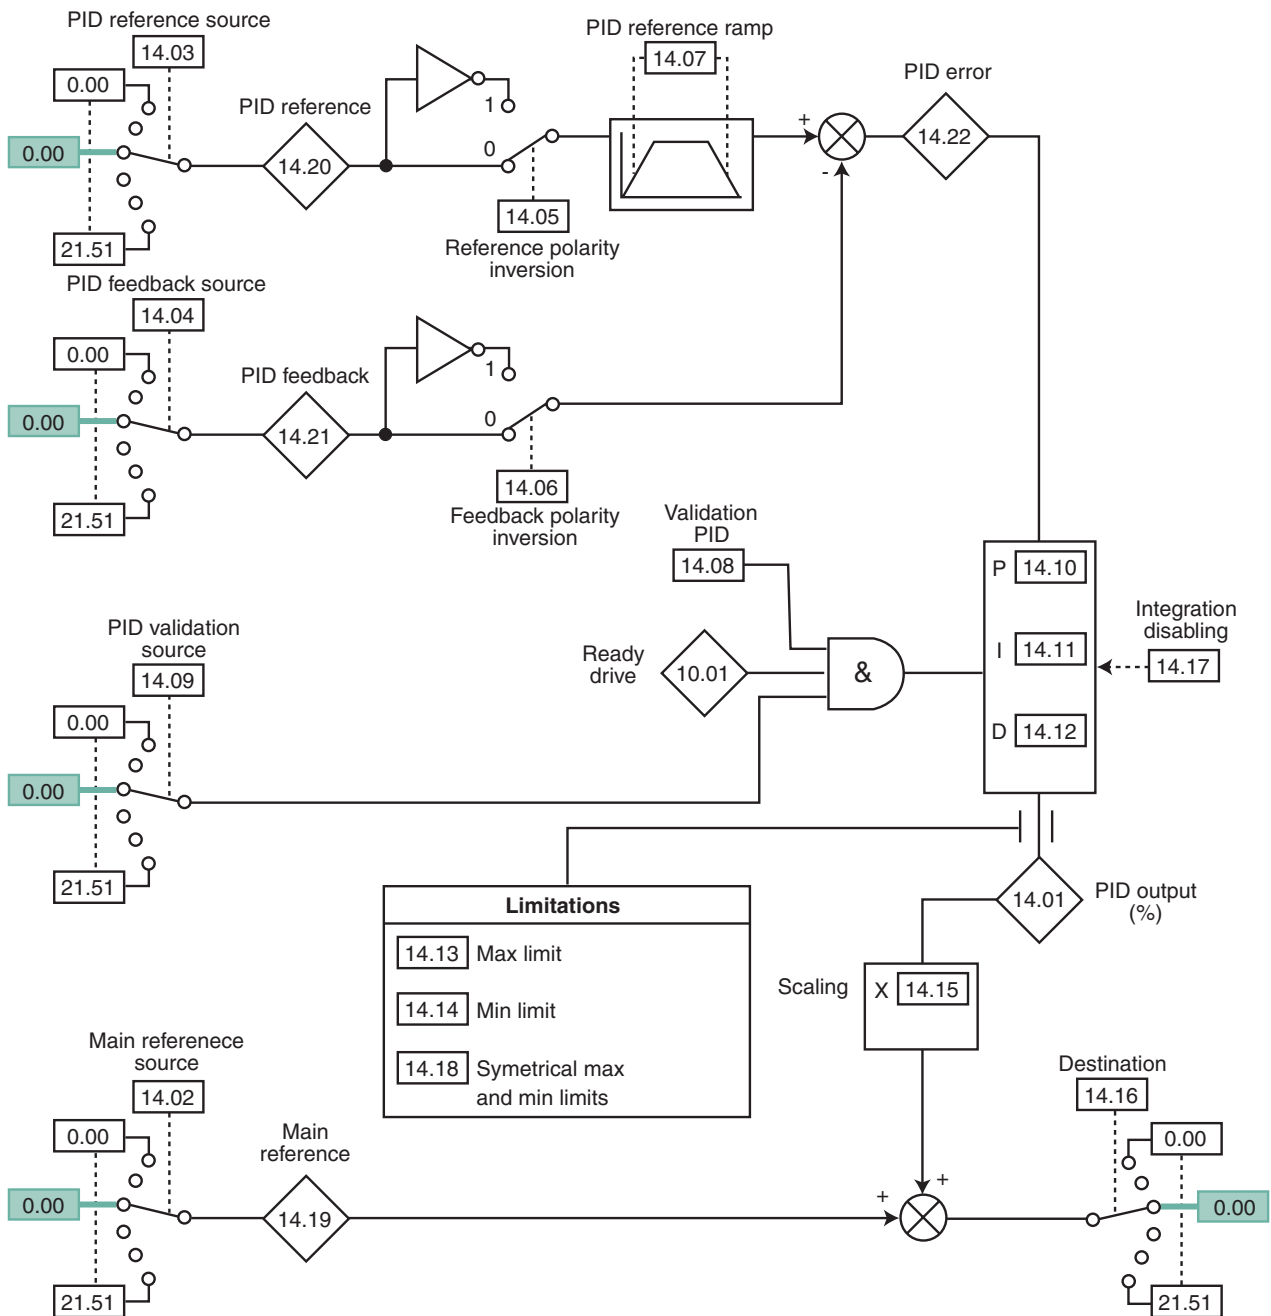 PID reference source
14.03
0.00
0.00
21.51
PID reference
14.20
1
0
14.05
Reference polarity
inversion
PID reference ramp
14.07
+
-
PID error
14.22
PID feedback source
14.04
0.00
0.00
21.51
PID feedback
14.21
1
0
14.06
Feedback polarity
inversion
Validation
PID
14.08
Ready
drive
10.01
&
P 14.10
I 14.11
D 14.12
Integration
disabling
14.17
PID validation
source
14.09
0.00
0.00
21.51
Limitations
14.13 Max limit
14.14 Min limit
14.18 Symetrical max
and min limits
14.01
PID output
(%)
Scaling
X 14.15
Main referenece
source
14.02
0.00
0.00
21.51
Main
reference
14.19
+
+
Destination
14.16
0.00
0.00
21.51